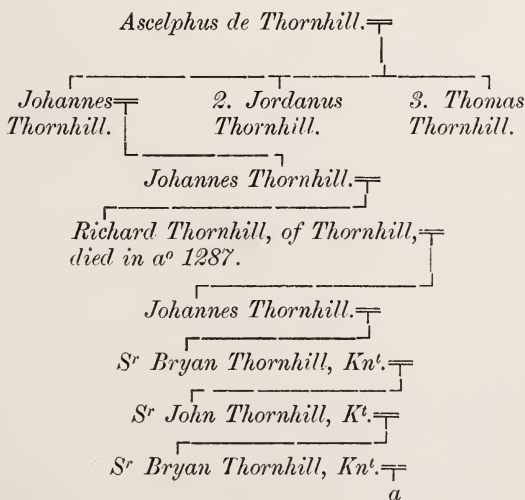 Ascelphus de Thornhill.
Johannes 2. Jordanus 3. Thomas
Thornhill. Thornhill. Thornhill.
Johannes Thornhill.
Richard Thornhill, of Thornhill,
died in aº 1287.
Johannes Thornhill.
Sʳ Bryan Thornhill, Knᵗ.
Sʳ John Thornhill, Kᵗ.
Sʳ Bryan Thornhill, Knᵗ.
a